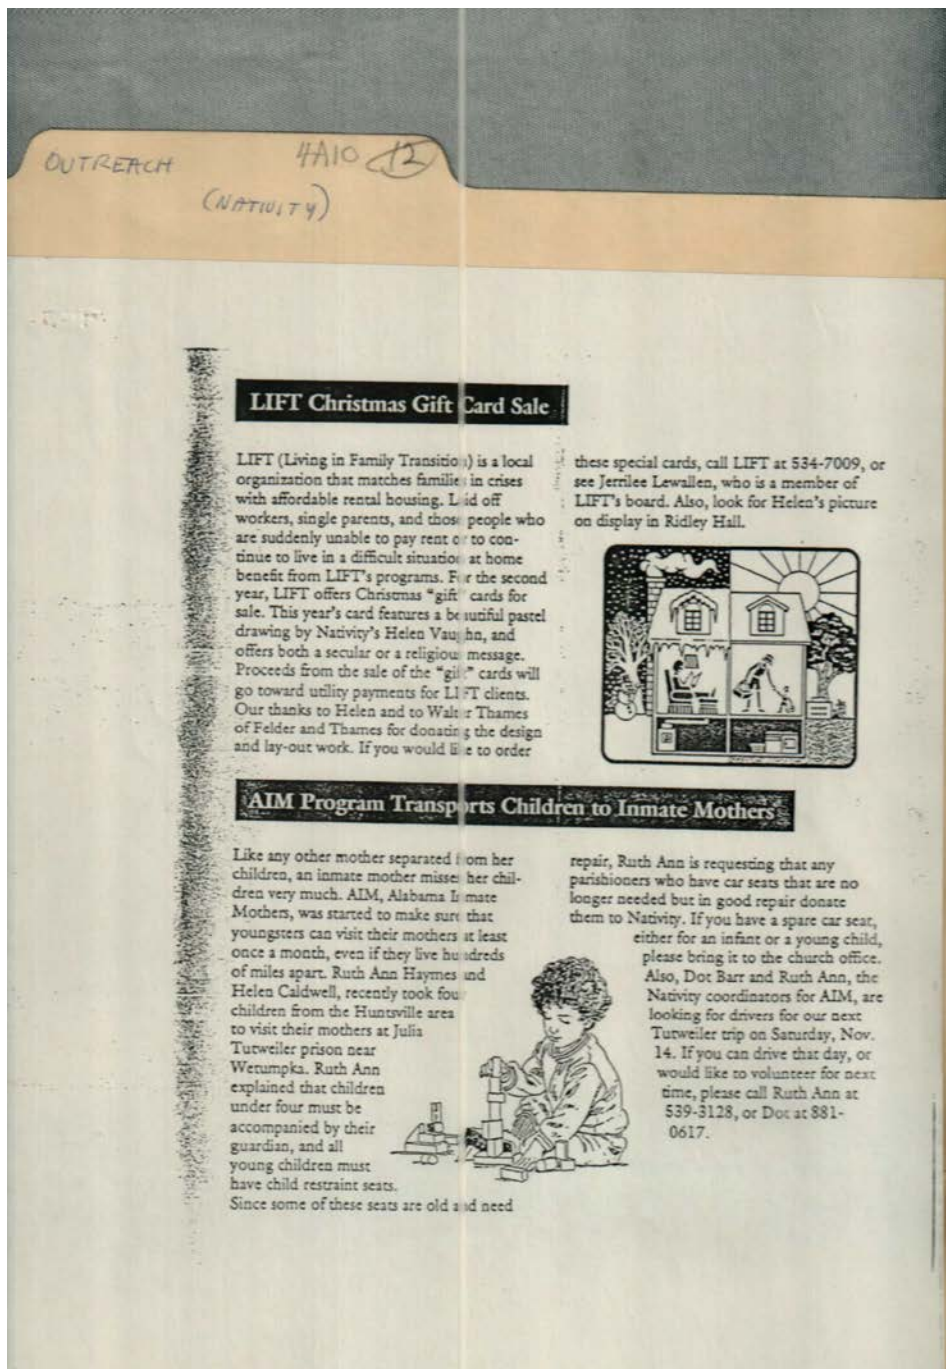 OUTREACH 4A10 12
(NATIVITY)
LIFT Christmas Gift Card Sale
LIFT (Living in Family Transition) is a local
organization that matches families in crises
with affordable rental housing. Laid off
workers, single parents, and those people who
are suddenly unable to pay rent or to con-
tinue to live in a difficult situation at home
benefit from LIFT's programs. For the second
year, LIFT offers Christmas "gift" cards for
sale. This year's card features a beautiful pastel
drawing by Nativity's Helen Vaughn, and
offers both a secular or a religious message.
Proceeds from the sale of the "gift" cards will
go toward utility payments for LIFT clients.
Our thanks to Helen and to Walter Thames
of Felder and Thames for donating the design
and lay-out work. If you would like to order
these special cards, call LIFT at 534-7009, or
see Jerrilee Lewallen, who is a member of
LIFT's board. Also, look for Helen's picture
on display in Ridley Hall.
AIM Program Transports Children to Inmate Mothers
Like any other mother separated from her
children, an inmate mother misses her chil-
dren very much. AIM, Alabama Inmate
Mothers, was started to make sure that
youngsters can visit their mothers at least
once a month, even if they live hundreds
of miles apart. Ruth Ann Haymes and
Helen Caldwell, recently took four
children from the Huntsville area
to visit their mothers at Julia
Tutweiler prison near
Wetumpka. Ruth Ann
explained that children
under four must be
accompanied by their
guardian, and all
young children must
have child restraint seats.
Since some of these seats are old and need
repair, Ruth Ann is requesting that any
parishioners who have car seats that are no
longer needed but in good repair donate
them to Nativity. If you have a spare car seat,
either for an infant or a young child,
please bring it to the church office.
Also, Dot Barr and Ruth Ann, the
Nativity coordinators for AIM, are
looking for drivers for our next
Tutweiler trip on Saturday, Nov.
14. If you can drive that day, or
would like to volunteer for next
time, please call Ruth Ann at
539-3128, or Dot at 881-
0617.